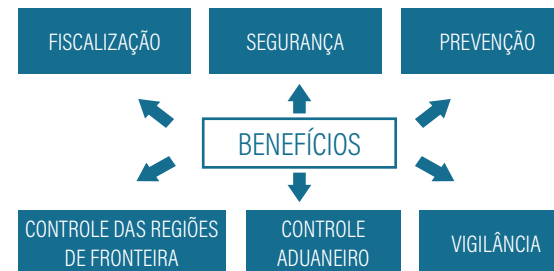 FISCALIZAÇÃO
SEGURANÇA
PREVENÇÃO
BENEFÍCIOS
CONTROLE DAS REGIÕES
DE FRONTEIRA
CONTROLE
ADUANEIRO
VIGILÂNCIA